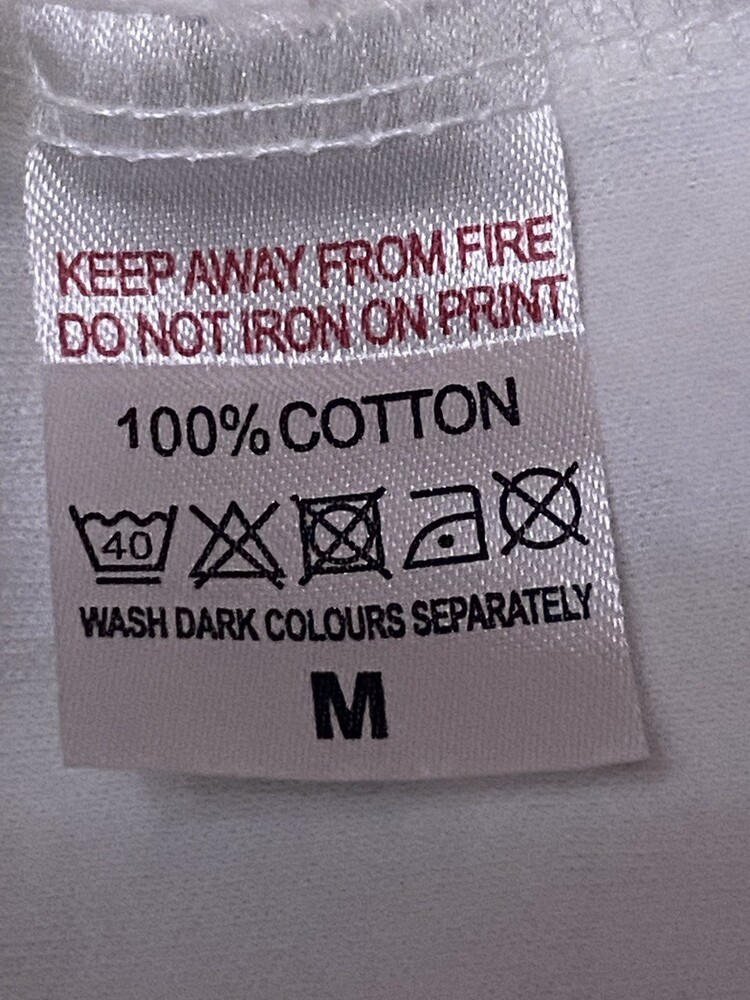 KEEP AWAY FROM FIRE
DO NOT IRON ON PRINT
100% COTTON
40
WASH DARK COLOURS SEPARATELY
M